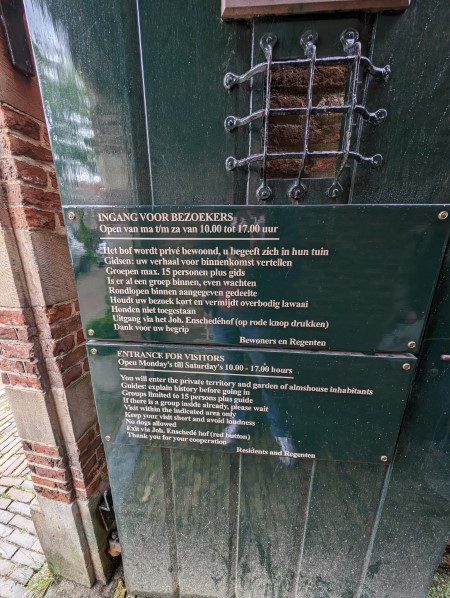 INGANG VOOR BEZOEKERS
Open van ma t/m za van 10.00 tot 17.00 uur
Het hof wordt privé bewoond, u begeeft zich in hun tuin
Gidsen: uw verhaal voor binnenkomst vertellen
Groepen max. 15 personen plus gids
Is er al een groep binnen, even wachten
Rondlopen binnen aangegeven gedeelte
Houdt uw bezoek kort en vermijdt overbodig lawaai
Honden niet toegestaan
Uitgang via het Joh. Enschedéhof (op rode knop drukken)
Dank voor uw begrip
Bewoners en Regenten
ENTRANCE FOR VISITORS
Open Monday's till Saturday's 10.00 - 17.00 hours
You will enter the private territory and garden of almshouse inhabitants
Guides: explain history before going in
Groups limited to 15 persons plus guide
If there is a group inside already, please wait
Visit within the indicated area only
Keep your visit short and avoid loudness
No dogs allowed
Exit via Joh. Enschedé hof (red button)
Thank you for your cooperation
Residents and Regenten